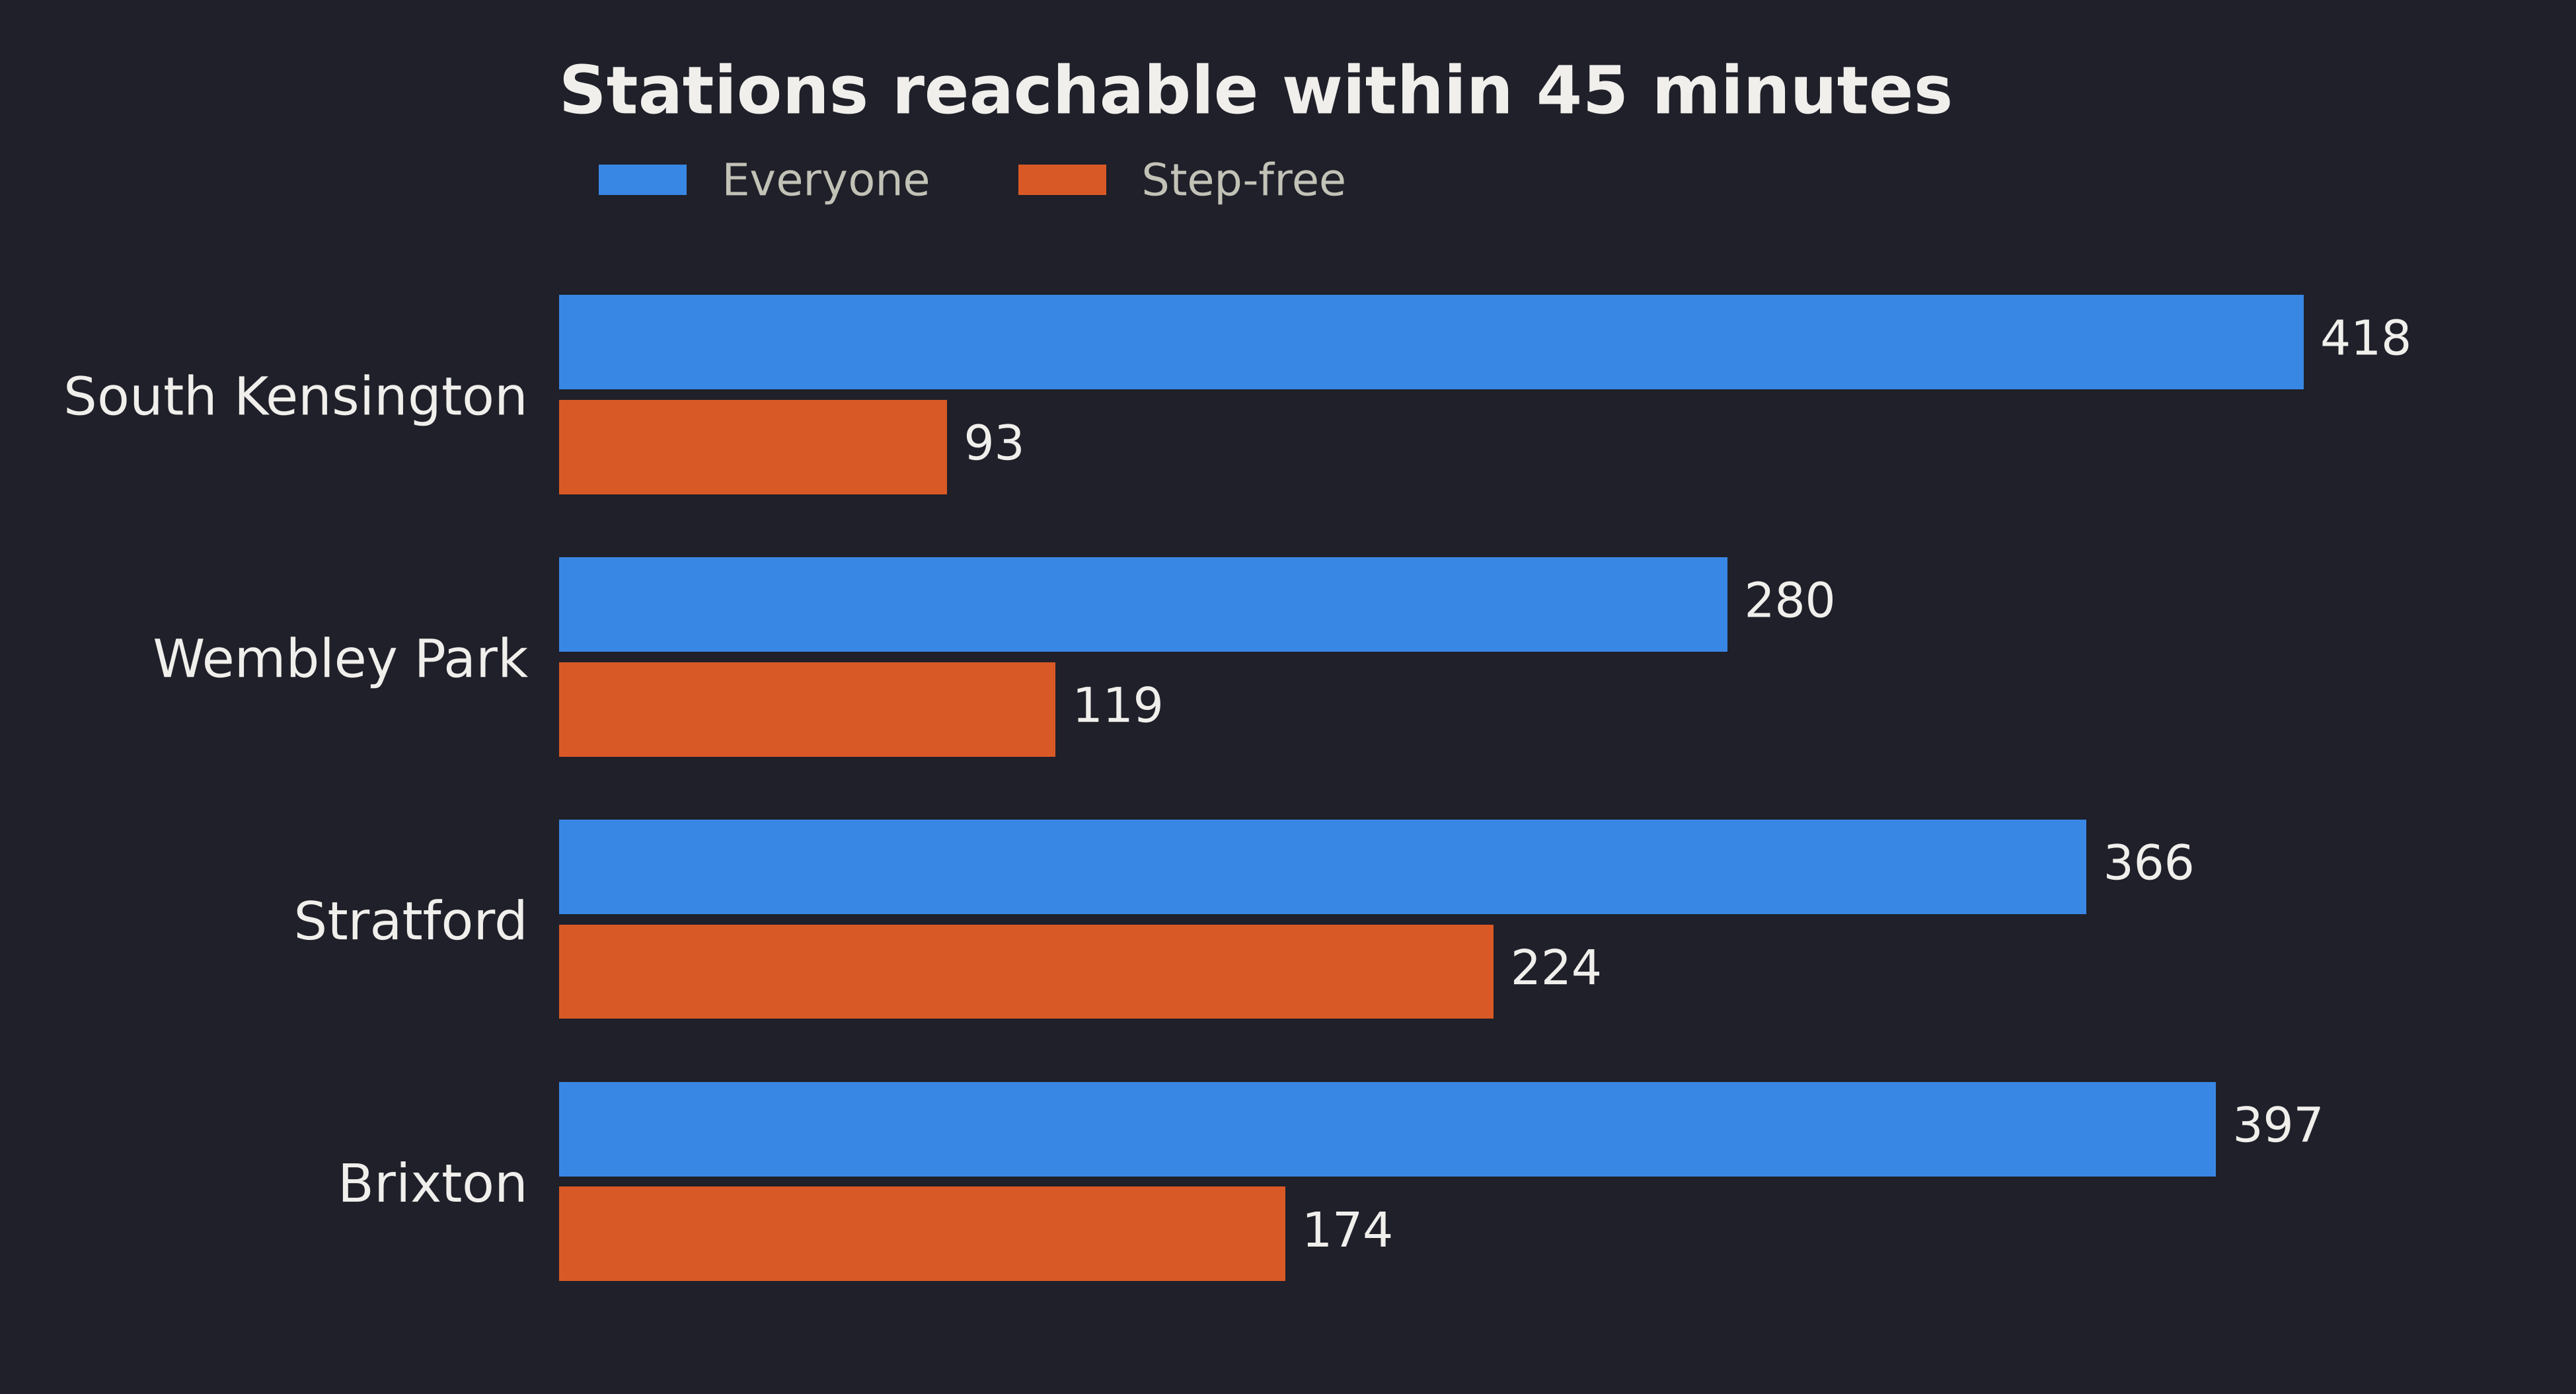 Stations reachable within 45 minutes
Everyone Step-free
418
South Kensington
93
280
Wembley Park
119
366
Stratford
224
397
Brixton
174